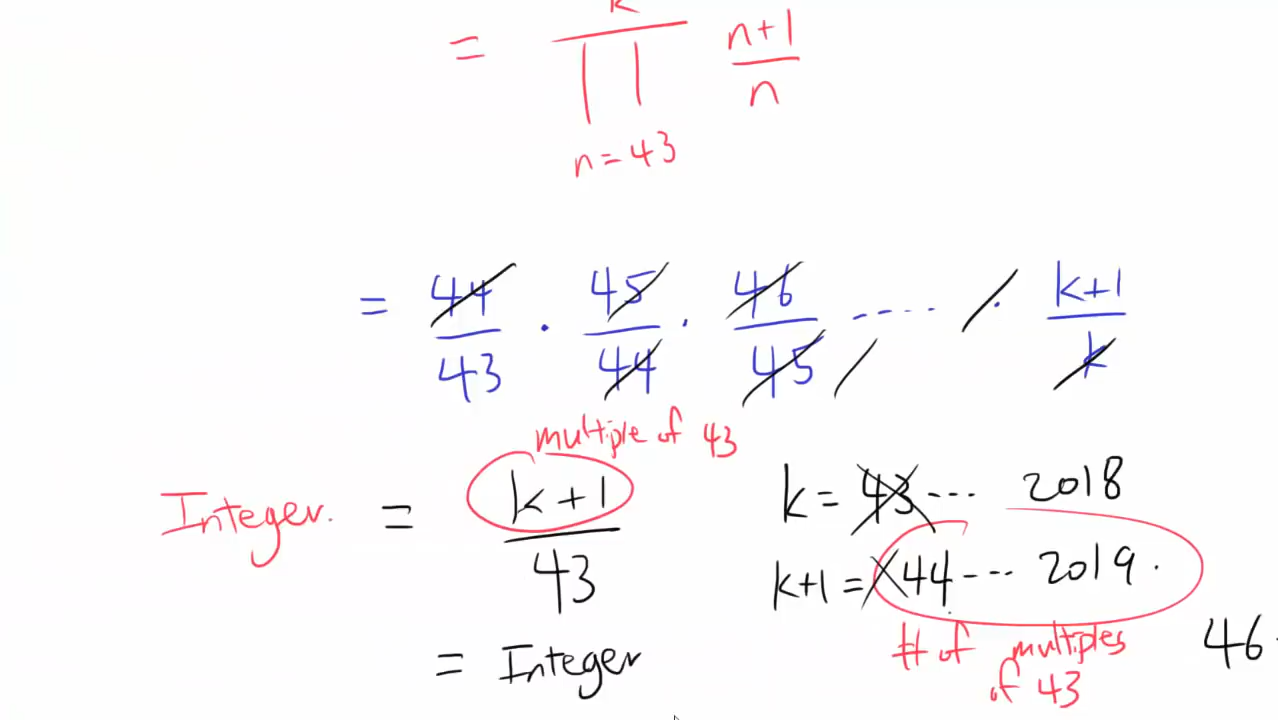 k
= ∏ n+1
n
n = 43
= 44 · 45 · 46 ..... · k+1
43 44 45 k
multiple of 43
Integer. = k+1
43
k = 43 ... 2018
k+1 = 44 ... 2019.
# of multiples
of 43
46
= Integer